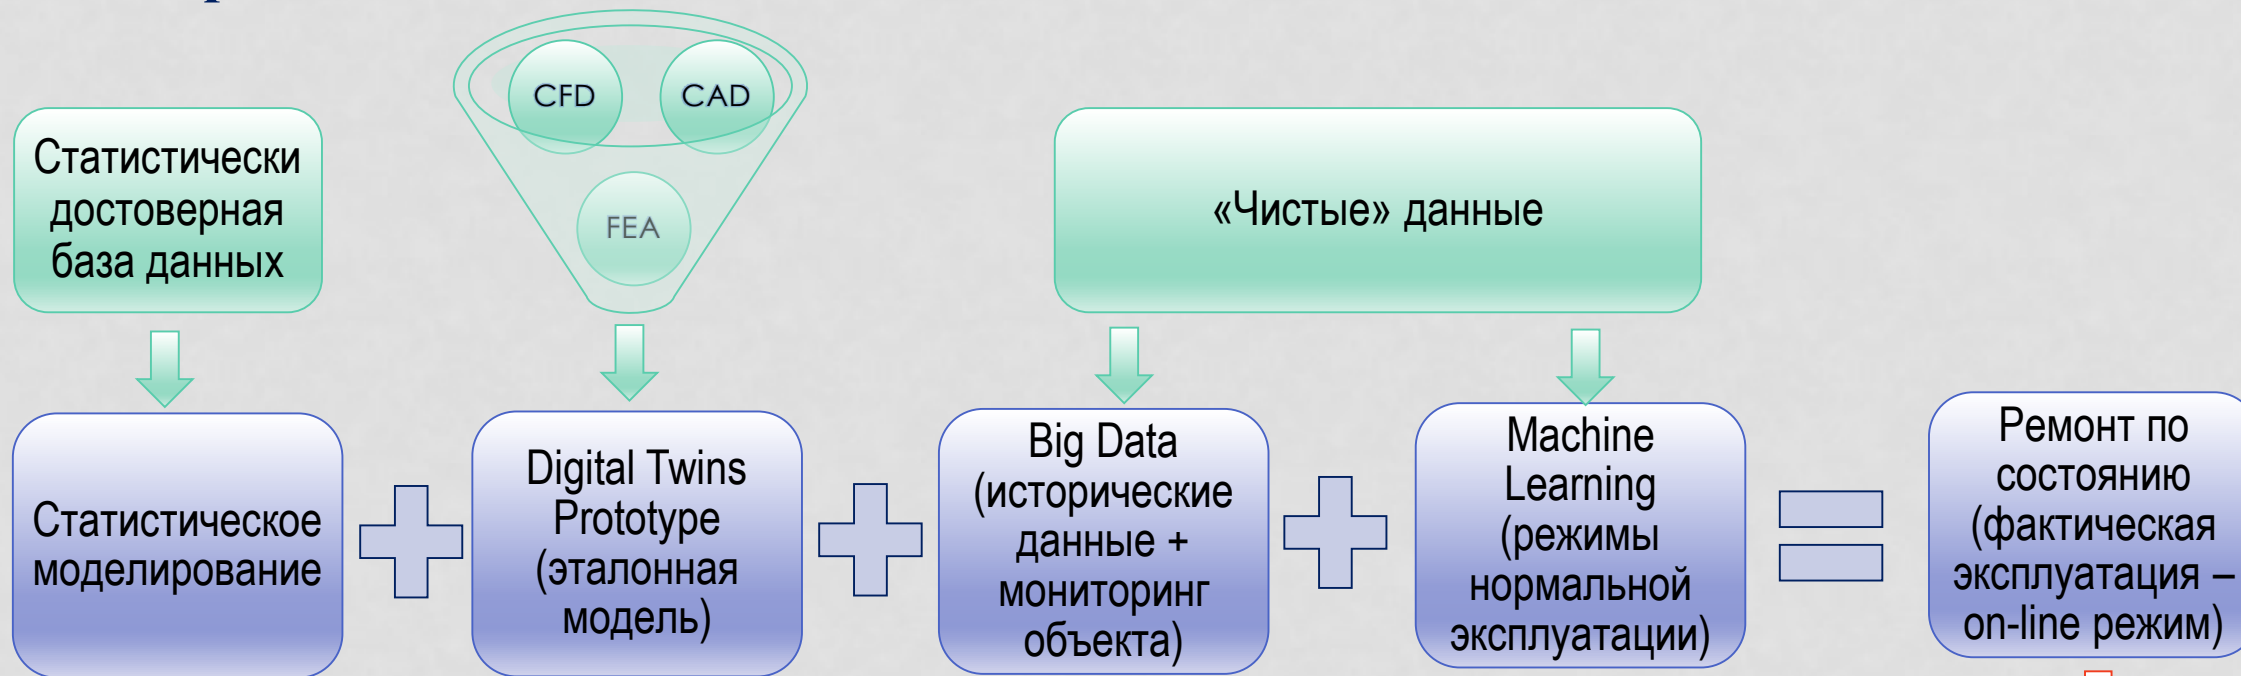 CFD
CAD
FEA
Статистически
достоверная
база данных
«Чистые» данные
Статистическое
моделирование
Digital Twins
Prototype
(эталонная
модель)
Big Data
(исторические
данные +
мониторинг
объекта)
Machine
Learning
(режимы
нормальной
эксплуатации)
Ремонт по
состоянию
(фактическая
эксплуатация –
on-line режим)